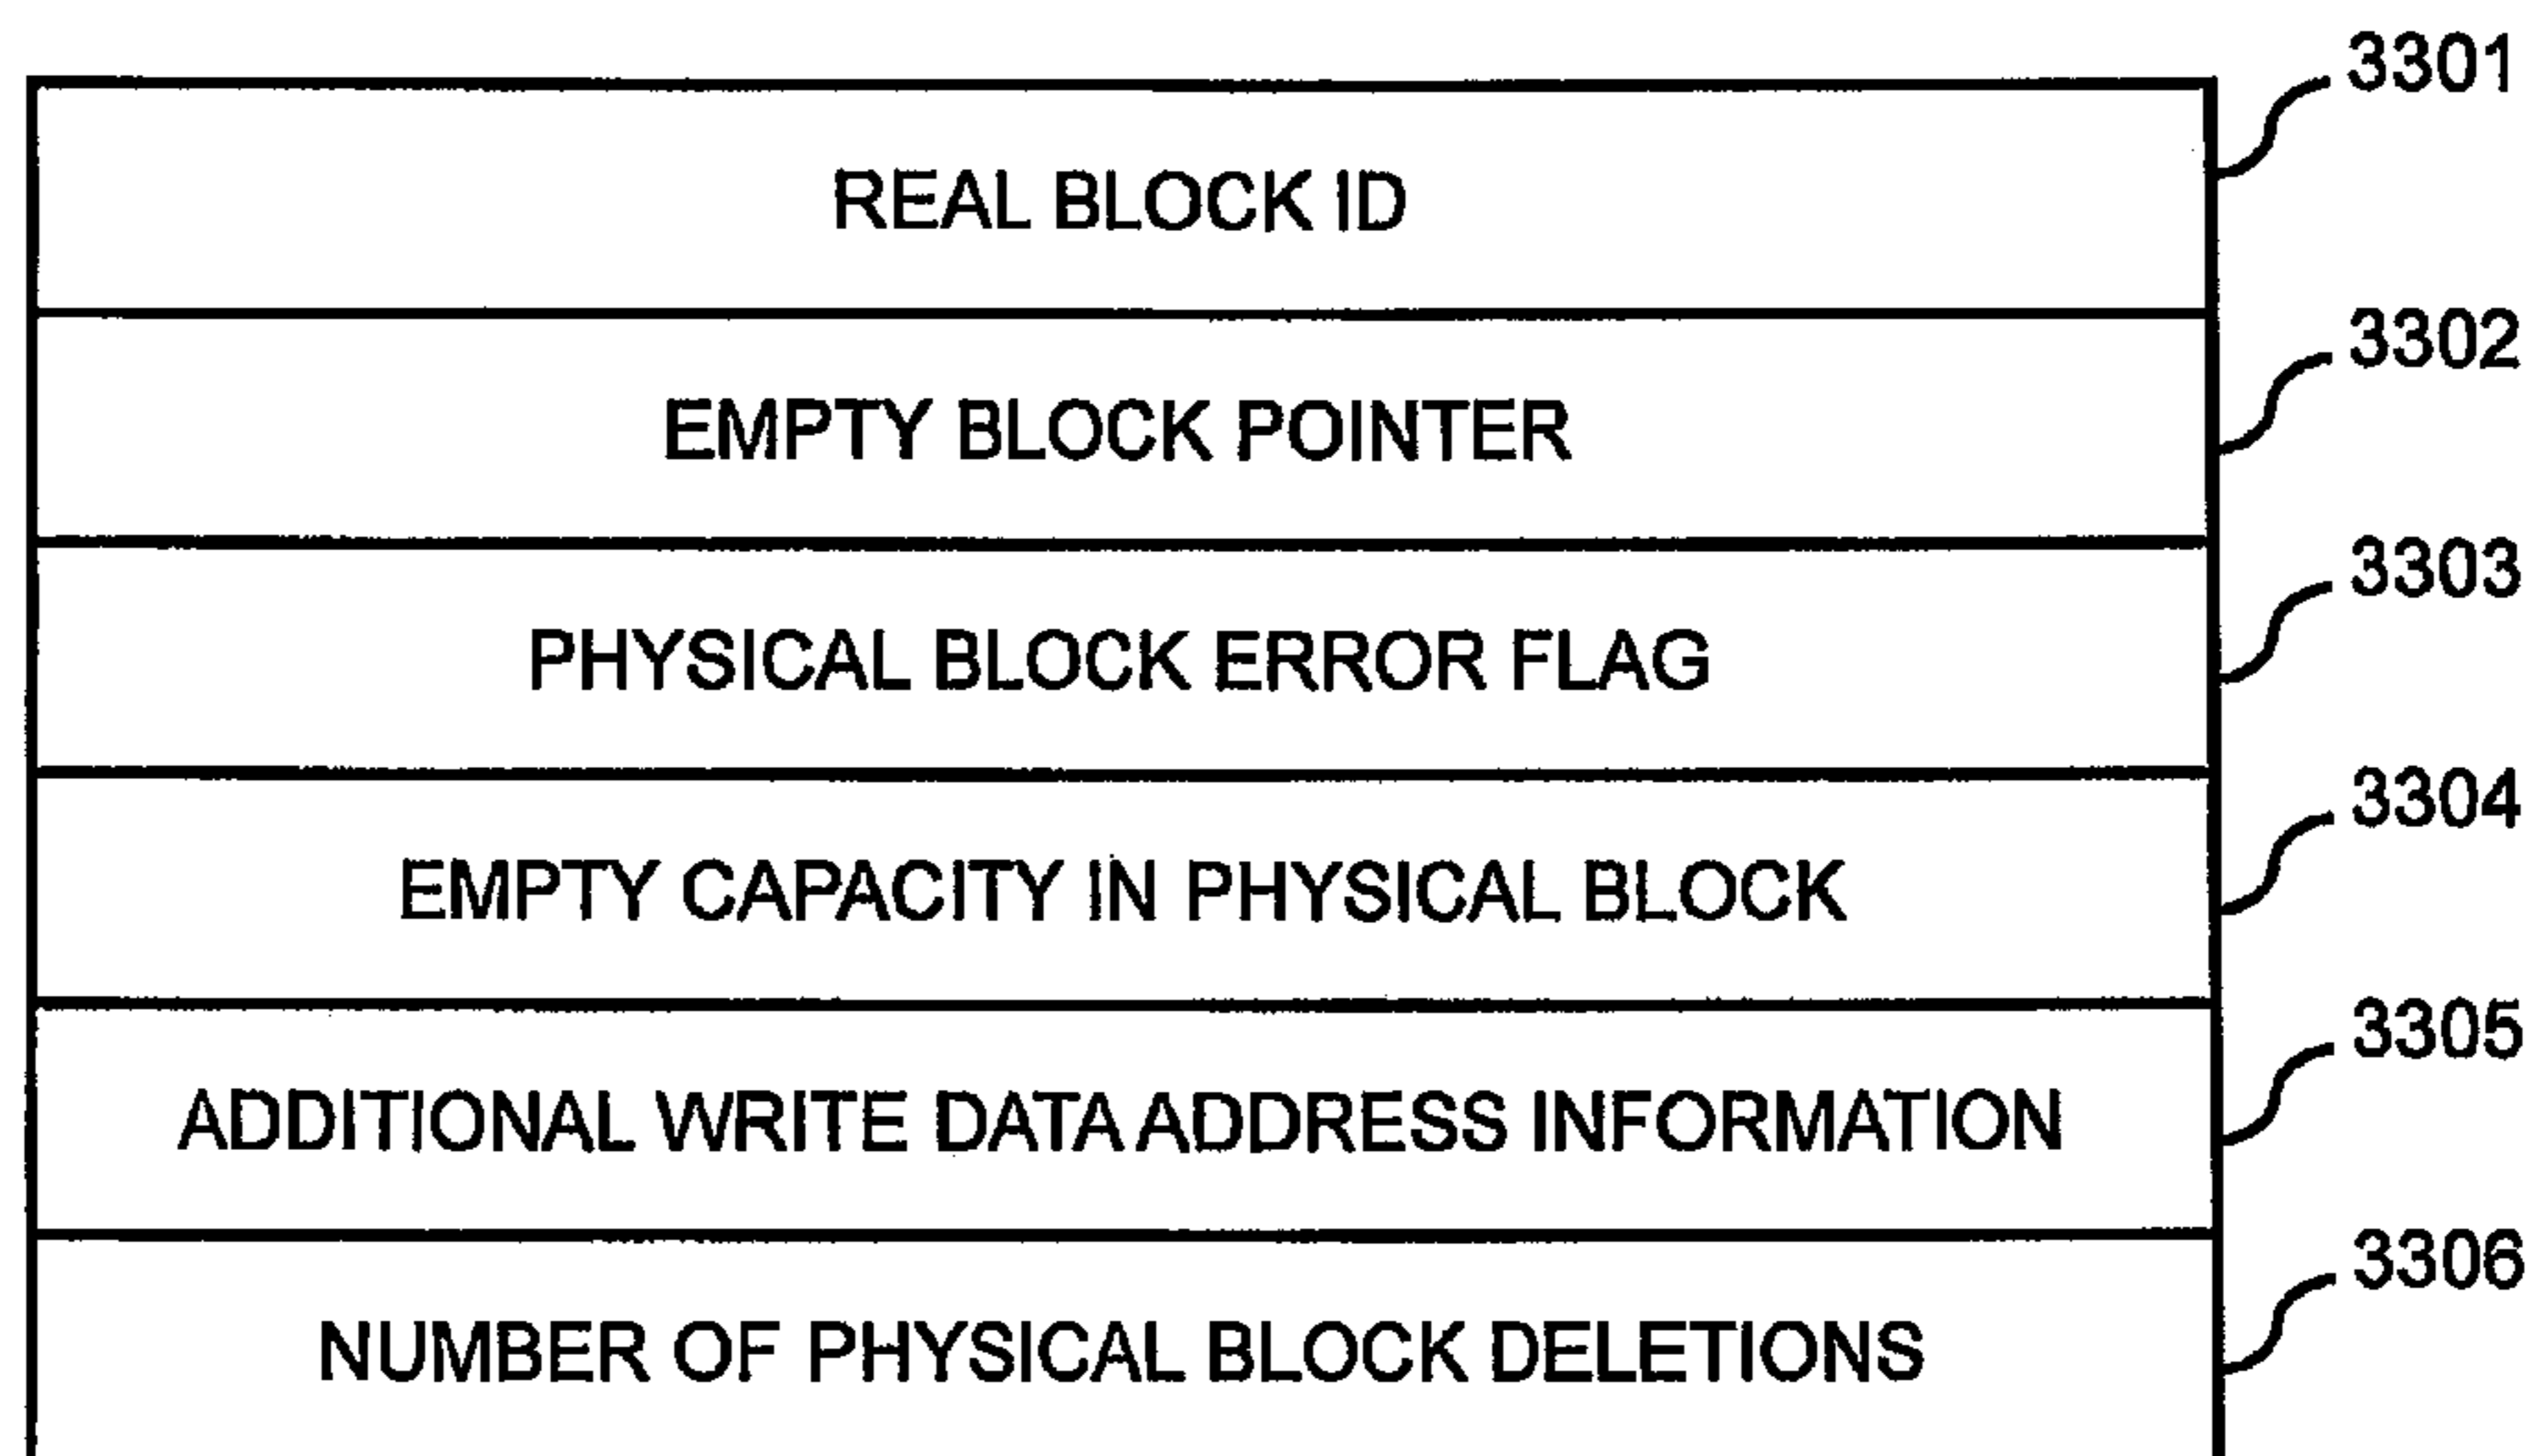 3301
REAL BLOCK ID
3302
EMPTY BLOCK POINTER
3303
PHYSICAL BLOCK ERROR FLAG
3304
EMPTY CAPACITY IN PHYSICAL BLOCK
3305
ADDITIONAL WRITE DATA ADDRESS INFORMATION
3306
NUMBER OF PHYSICAL BLOCK DELETIONS